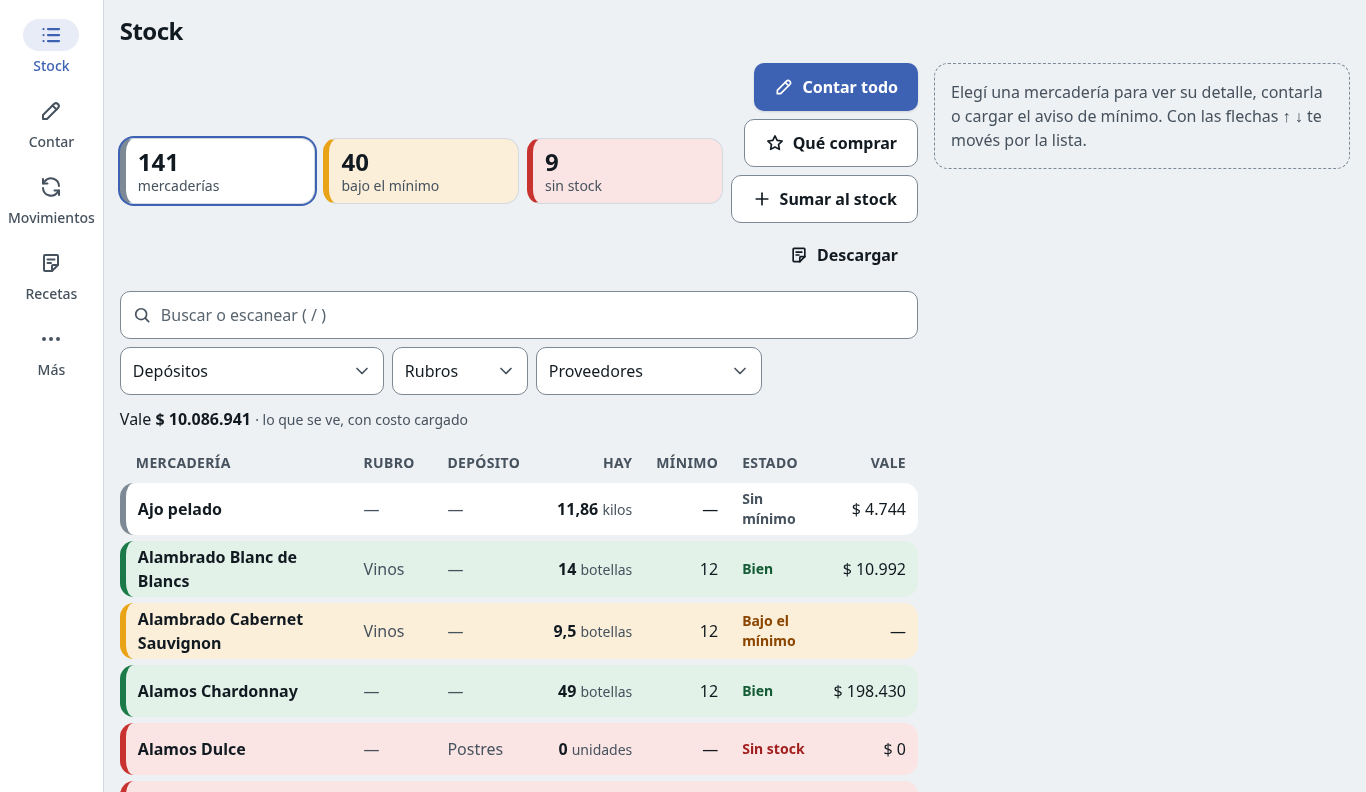 Stock
Contar
Movimientos
Recetas
Más
Stock
Contar todo
Qué comprar
Sumar al stock
Descargar
141
mercaderías
40
bajo el mínimo
9
sin stock
Elegí una mercadería para ver su detalle, contarla
o cargar el aviso de mínimo. Con las flechas ↑ ↓ te
movés por la lista.
Buscar o escanear ( / )
Depósitos Rubros Proveedores
Vale $ 10.086.941 · lo que se ve, con costo cargado
MERCADERÍA RUBRO DEPÓSITO HAY MÍNIMO ESTADO VALE
Ajo pelado — — 11,86 kilos — Sin mínimo $ 4.744
Alambrado Blanc de Blancs Vinos — 14 botellas 12 Bien $ 10.992
Alambrado Cabernet Sauvignon Vinos — 9,5 botellas 12 Bajo el mínimo —
Alamos Chardonnay — — 49 botellas 12 Bien $ 198.430
Alamos Dulce — Postres 0 unidades — Sin stock $ 0